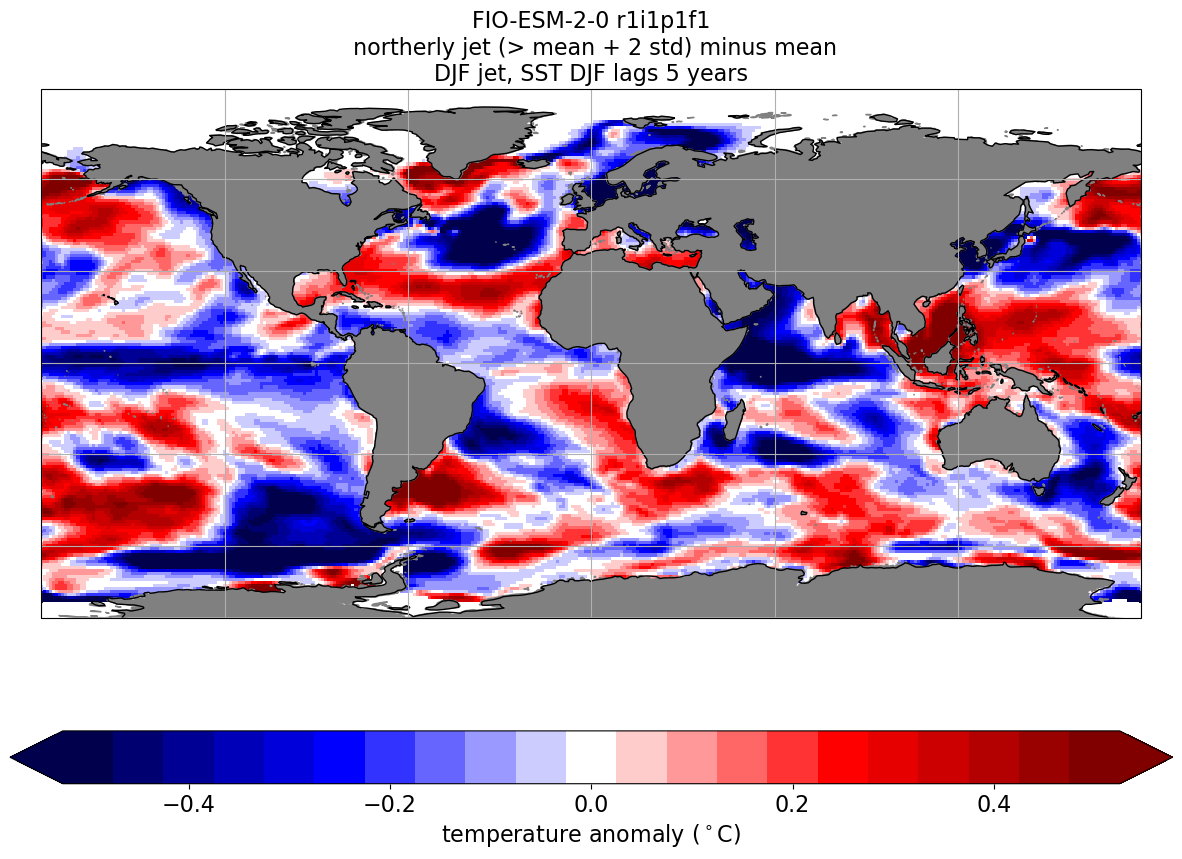 FIO-ESM-2-0 r1i1p1f1
northerly jet (> mean + 2 std) minus mean
DJF jet, SST DJF lags 5 years
−0.4 −0.2 0.0 0.2 0.4
temperature anomaly (°C)